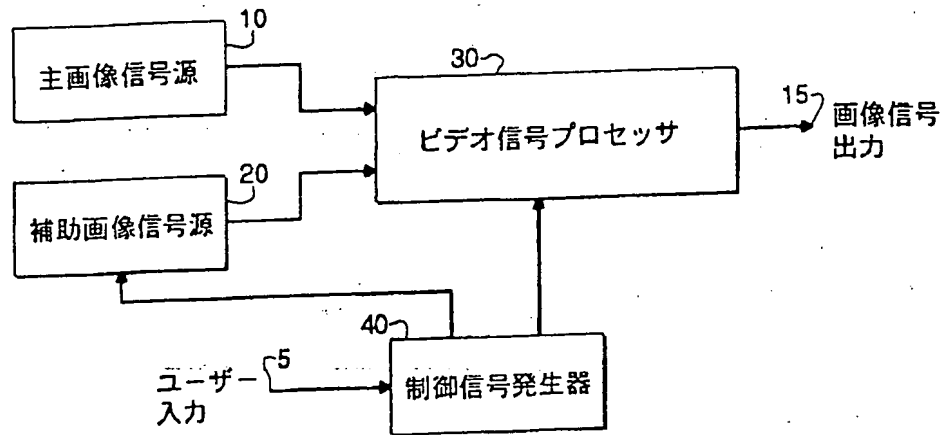 10
主画像信号源
30
ビデオ信号プロセッサ
15
画像信号
出力
20
補助画像信号源
40
制御信号発生器
5
ユーザー
入力